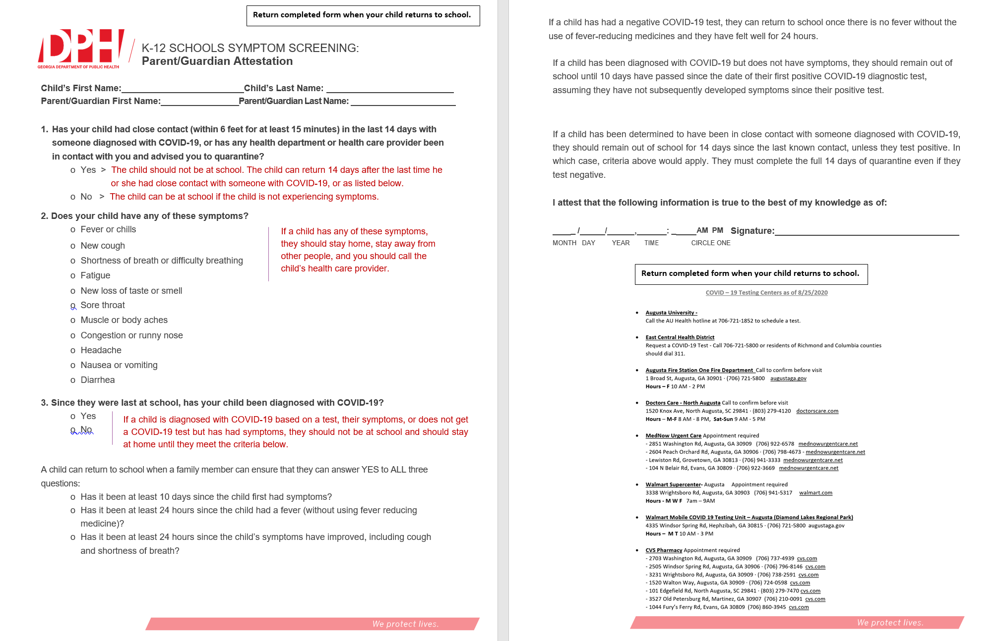 Return completed form when your child returns to school.
DPH
GEORGIA DEPARTMENT OF PUBLIC HEALTH
K-12 SCHOOLS SYMPTOM SCREENING:
Parent/Guardian Attestation
Child’s First Name:_________________________Child’s Last Name: __________________________
Parent/Guardian First Name:________________Parent/Guardian Last Name: _____________________
1. Has your child had close contact (within 6 feet for at least 15 minutes) in the last 14 days with
someone diagnosed with COVID-19, or has any health department or health care provider been
in contact with you and advised you to quarantine?
o Yes > The child should not be at school. The child can return 14 days after the last time he
or she had close contact with someone with COVID-19, or as listed below.
o No > The child can be at school if the child is not experiencing symptoms.
2. Does your child have any of these symptoms?
o Fever or chills
o New cough
o Shortness of breath or difficulty breathing
o Fatigue
o New loss of taste or smell
o Sore throat
o Muscle or body aches
o Congestion or runny nose
o Headache
o Nausea or vomiting
o Diarrhea
If a child has any of these symptoms,
they should stay home, stay away from
other people, and you should call the
child’s health care provider.
3. Since they were last at school, has your child been diagnosed with COVID-19?
o Yes
o No
If a child is diagnosed with COVID-19 based on a test, their symptoms, or does not get
a COVID-19 test but has had symptoms, they should not be at school and should stay
at home until they meet the criteria below.
A child can return to school when a family member can ensure that they can answer YES to ALL three
questions:
o Has it been at least 10 days since the child first had symptoms?
o Has it been at least 24 hours since the child had a fever (without using fever reducing
medicine)?
o Has it been at least 24 hours since the child’s symptoms have improved, including cough
and shortness of breath?
We protect lives.
If a child has had a negative COVID-19 test, they can return to school once there is no fever without the
use of fever-reducing medicines and they have felt well for 24 hours.
If a child has been diagnosed with COVID-19 but does not have symptoms, they should remain out of
school until 10 days have passed since the date of their first positive COVID-19 diagnostic test,
assuming they have not subsequently developed symptoms since their positive test.
If a child has been determined to have been in close contact with someone diagnosed with COVID-19,
they should remain out of school for 14 days since the last known contact, unless they test positive. In
which case, criteria above would apply. They must complete the full 14 days of quarantine even if they
test negative.
I attest that the following information is true to the best of my knowledge as of:
_____ /_____/______,______: _____AM PM Signature:_____________________________________
MONTH DAY YEAR TIME CIRCLE ONE
Return completed form when your child returns to school.
COVID – 19 Testing Centers as of 8/25/2020
• Augusta University -
Call the AU Health hotline at 706-721-1852 to schedule a test.
• East Central Health District
Request a COVID-19 Test - Call 706-721-5800 or residents of Richmond and Columbia counties
should dial 311.
• Augusta Fire Station One Fire Department Call to confirm before visit
1 Broad St, Augusta, GA 30901 · (706) 721-5800 augustaga.gov
Hours – F 10 AM - 2 PM
• Doctors Care - North Augusta Call to confirm before visit
1520 Knox Ave, North Augusta, SC 29841 · (803) 279-4120 doctorscare.com
Hours – M-F 8 AM - 8 PM, Sat-Sun 9 AM - 5 PM
• MedNow Urgent Care Appointment required
- 2851 Washington Rd, Augusta, GA 30909 (706) 922-6578 mednowurgentcare.net
- 2604 Peach Orchard Rd, Augusta, GA 30906 · (706) 798-4673 - mednowurgentcare.net
- Lewiston Rd, Grovetown, GA 30813 · (706) 941-3333 mednowurgentcare.net
- 104 N Belair Rd, Evans, GA 30809 · (706) 922-3669 mednowurgentcare.net
• Walmart Supercenter- Augusta Appointment required
3338 Wrightsboro Rd, Augusta, GA 30903 (706) 941-5317 walmart.com
Hours - M W F 7am – 9AM
• Walmart Mobile COVID 19 Testing Unit – Augusta (Diamond Lakes Regional Park)
4335 Windsor Spring Rd, Hephzibah, GA 30815 · (706) 721-5800 augustaga.gov
Hours – M T 10 AM - 3 PM
• CVS Pharmacy Appointment required
- 2703 Washington Rd, Augusta, GA 30909 (706) 737-4939 cvs.com
- 2505 Windsor Spring Rd, Augusta, GA 30906 · (706) 796-8146 cvs.com
- 3231 Wrightsboro Rd, Augusta, GA 30909 · (706) 738-2591 cvs.com
- 1520 Walton Way, Augusta, GA 30909 · (706) 724-0598 cvs.com
- 101 Edgefield Rd, North Augusta, SC 29841 · (803) 279-7470 cvs.com
- 3527 Old Petersburg Rd, Martinez, GA 30907 (706) 210-0091 cvs.com
- 1044 Fury’s Ferry Rd, Evans, GA 30809 (706) 860-3945 cvs.com
We protect lives.